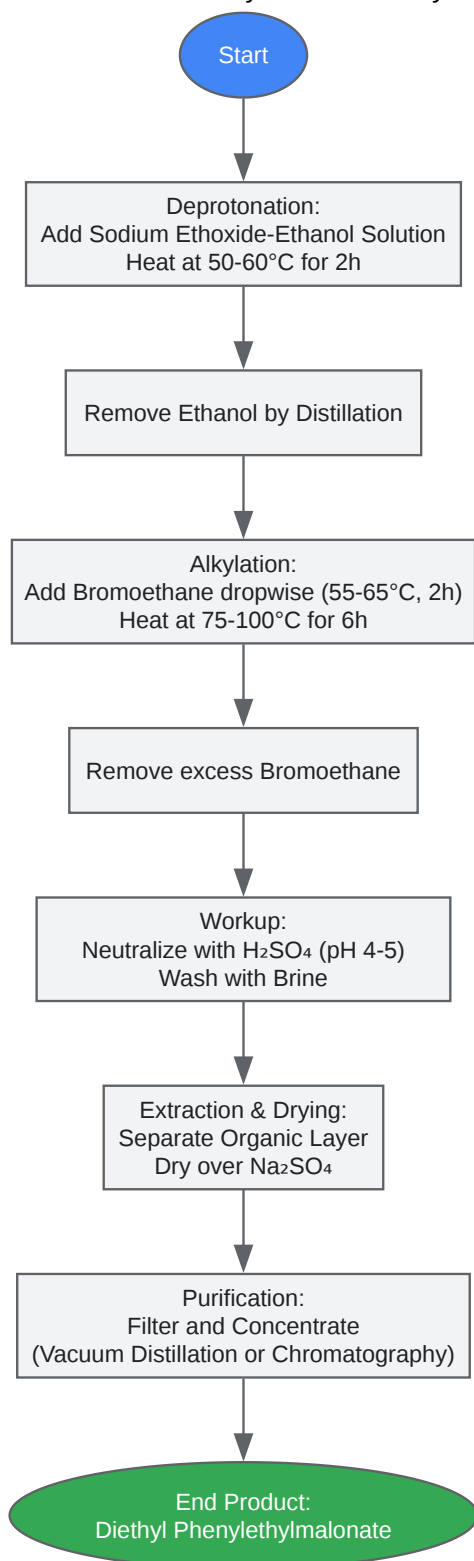 Start
Deprotonation:
Add Sodium Ethoxide-Ethanol Solution
Heat at 50-60°C for 2h
Remove Ethanol by Distillation
Alkylation:
Add Bromoethane dropwise (55-65°C, 2h)
Heat at 75-100°C for 6h
Remove excess Bromoethane
Workup:
Neutralize with H₂SO₄ (pH 4-5)
Wash with Brine
Extraction & Drying:
Separate Organic Layer
Dry over Na₂SO₄
Purification:
Filter and Concentrate
(Vacuum Distillation or Chromatography)
End Product:
Diethyl Phenylethylmalonate